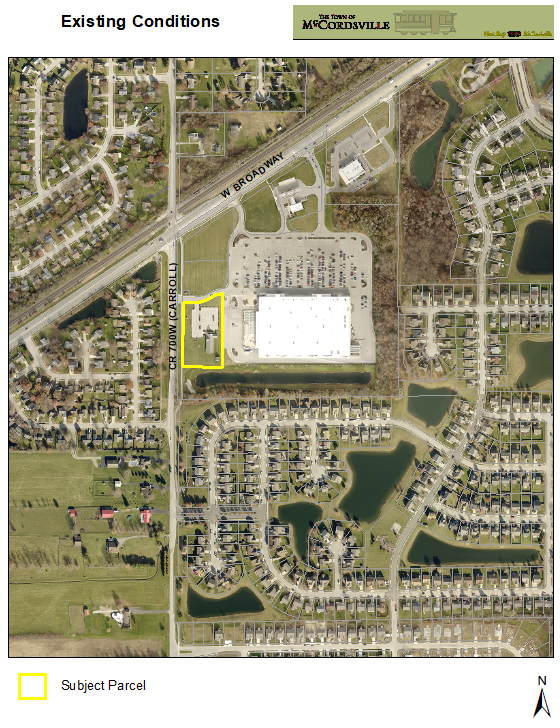 Existing Conditions
THE TOWN OF
McCORDSVILLE
W BROADWAY
CR 700W (CARROLL)
Subject Parcel
N